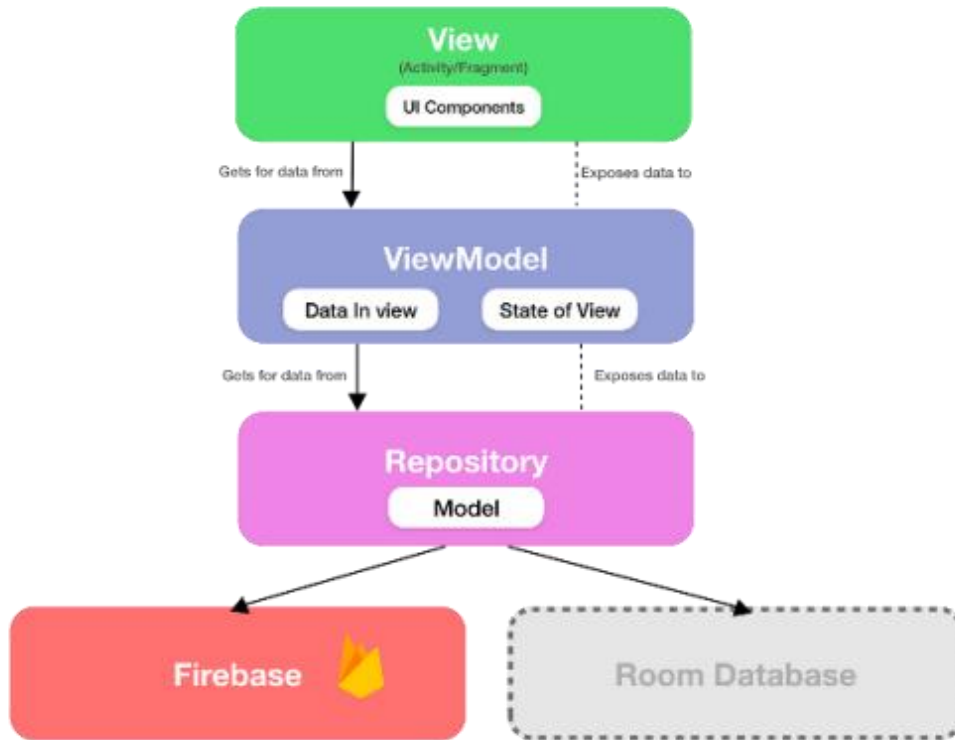 View
(Activity/Fragment)
UI Components
Gets for data from
Exposes data to
ViewModel
Data In view
State of View
Gets for data from
Exposes data to
Repository
Model
Firebase
Room Database